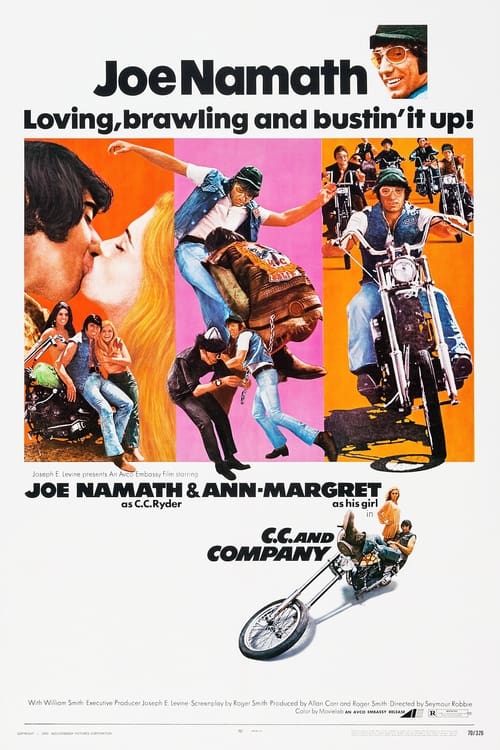 Joe Namath
Loving, brawling and bustin' it up!
Joseph E. Levine presents An Avco Embassy Film starring
JOE NAMATH & ANN-MARGRET
as C.C. Ryder
as his girl
in
C.C. AND
COMPANY
With William Smith · Executive Producer Joseph E. Levine · Screenplay by Roger Smith · Produced by Allan Carr and Roger Smith · Directed by Seymour Robbie
Color by Movielab AN AVCO EMBASSY RELEASE
R
70/326